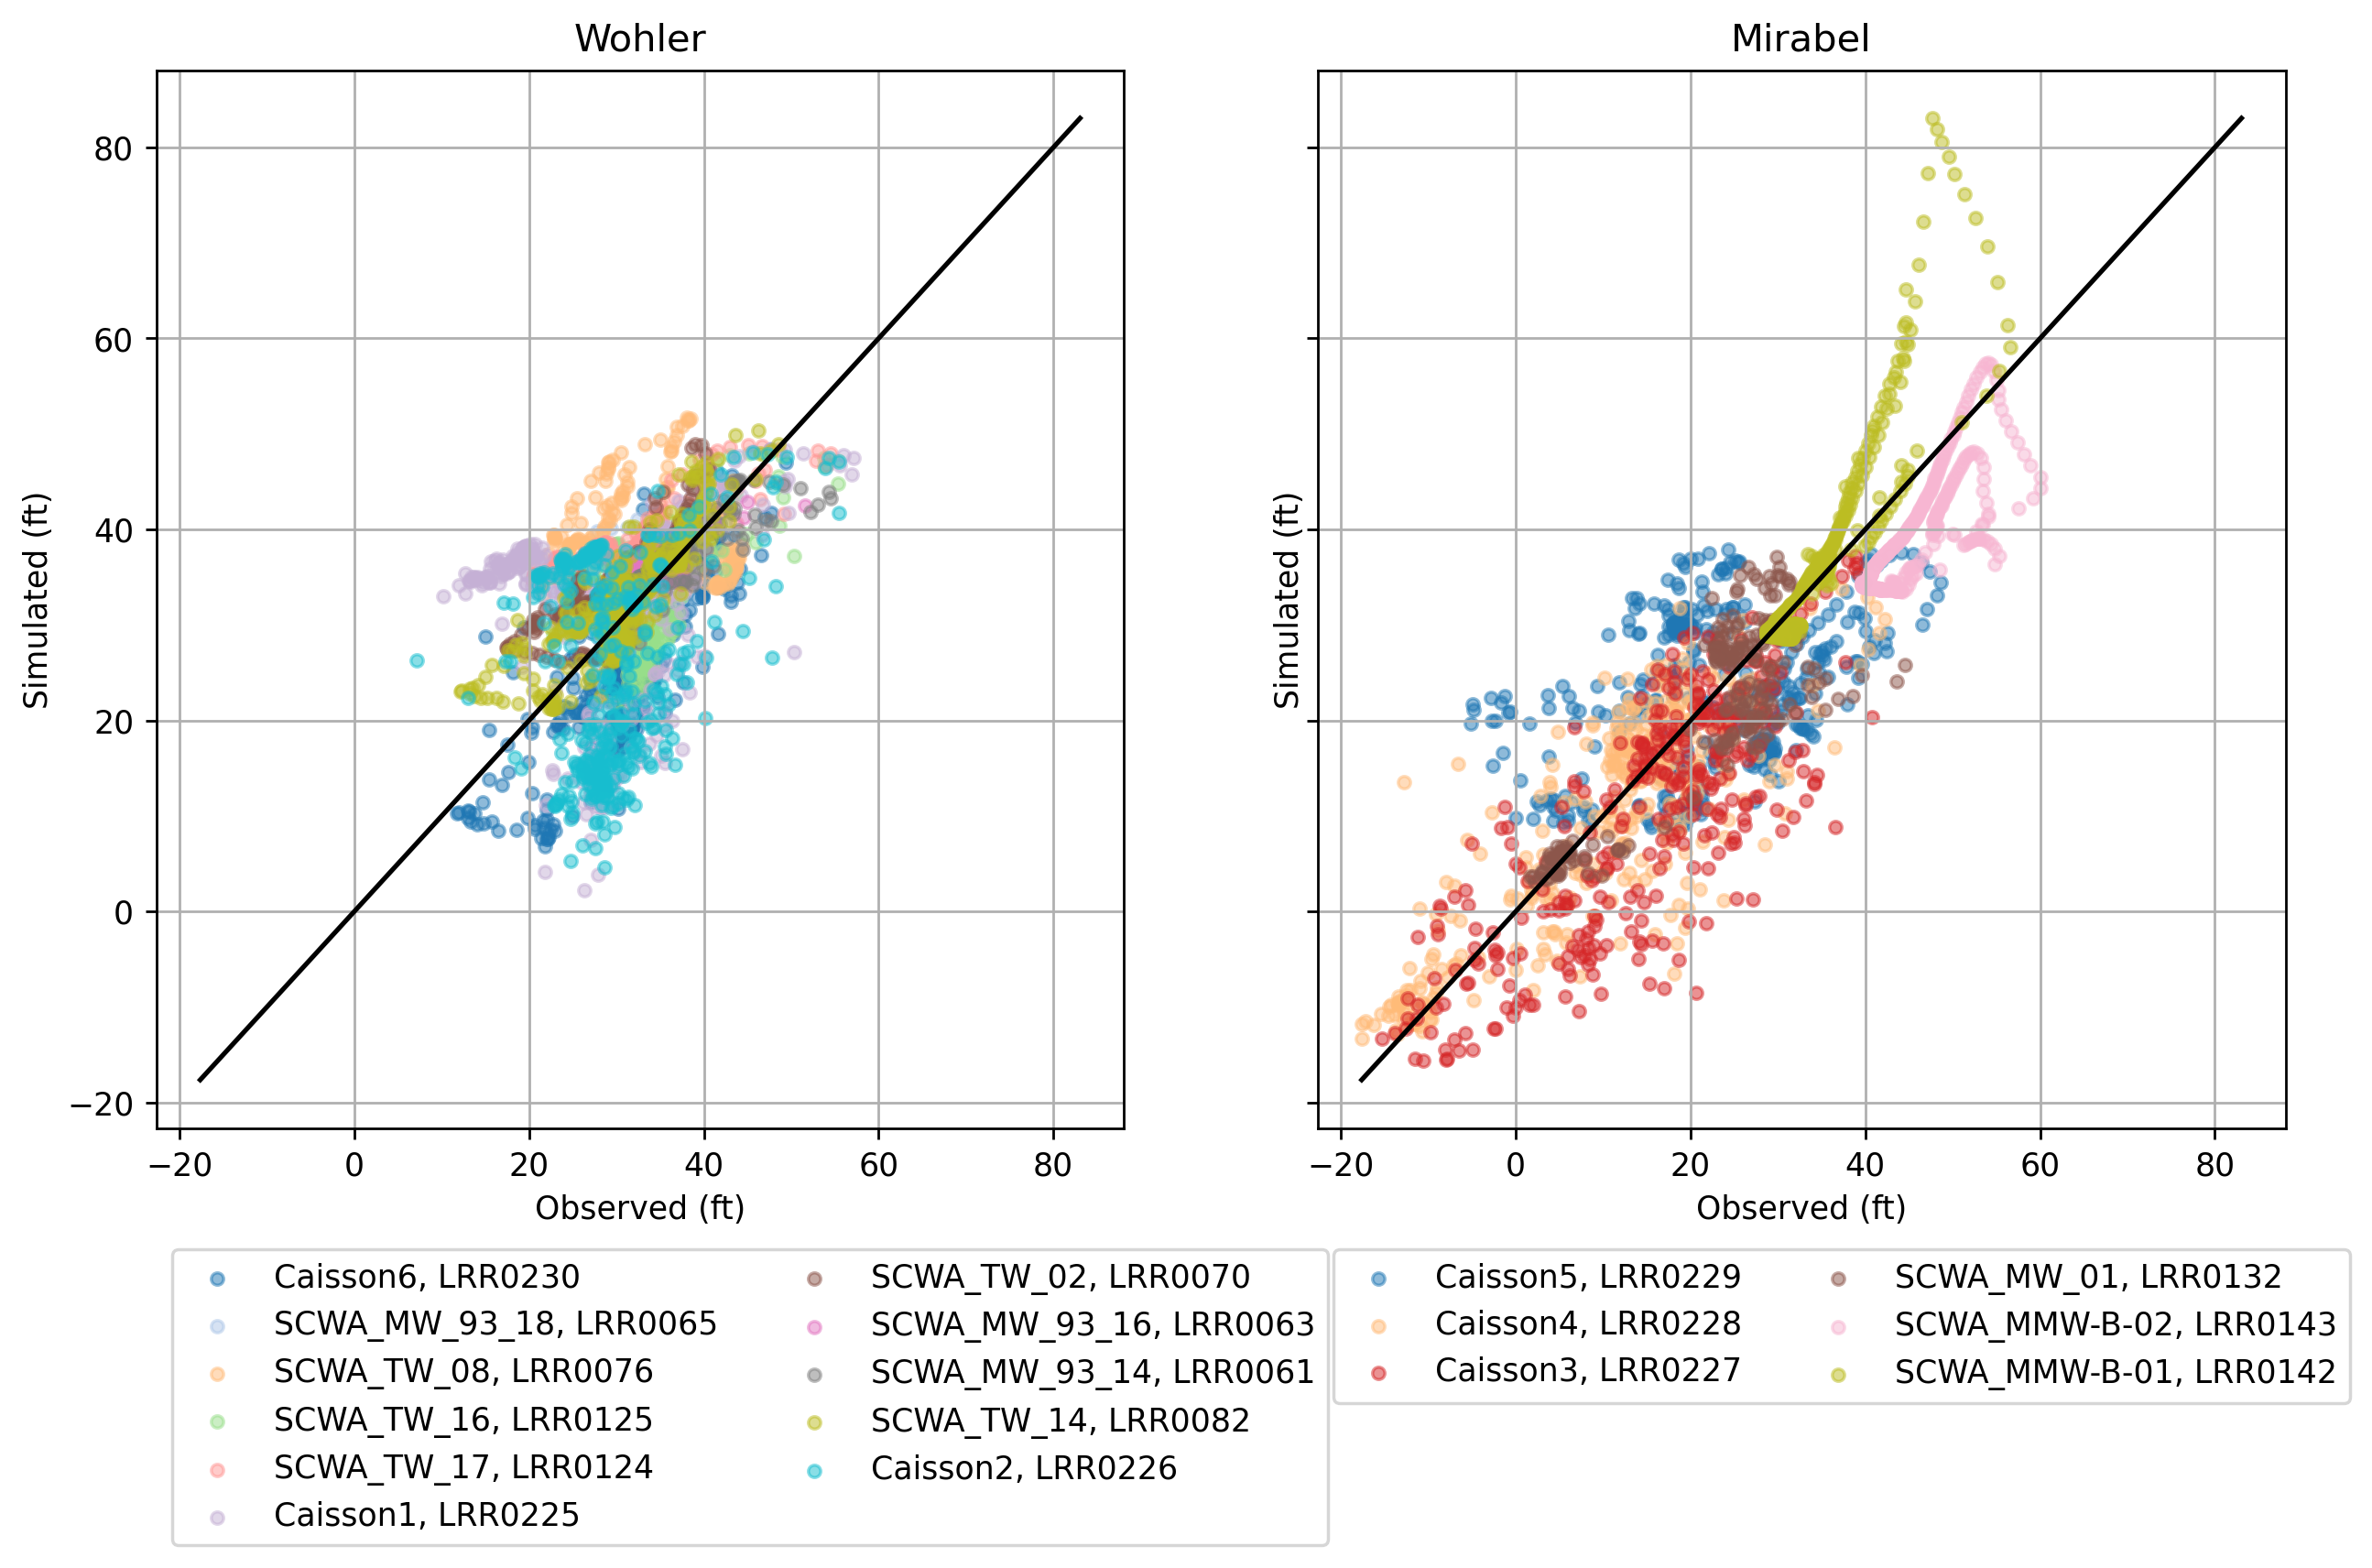 Wohler
Mirabel
80
60
40
20
0
−20
Simulated (ft)
Simulated (ft)
−20 0 20 40 60 80
−20 0 20 40 60 80
Observed (ft)
Observed (ft)
Caisson6, LRR0230
SCWA_MW_93_18, LRR0065
SCWA_TW_08, LRR0076
SCWA_TW_16, LRR0125
SCWA_TW_17, LRR0124
Caisson1, LRR0225
SCWA_TW_02, LRR0070
SCWA_MW_93_16, LRR0063
SCWA_MW_93_14, LRR0061
SCWA_TW_14, LRR0082
Caisson2, LRR0226
Caisson5, LRR0229
Caisson4, LRR0228
Caisson3, LRR0227
SCWA_MW_01, LRR0132
SCWA_MMW-B-02, LRR0143
SCWA_MMW-B-01, LRR0142